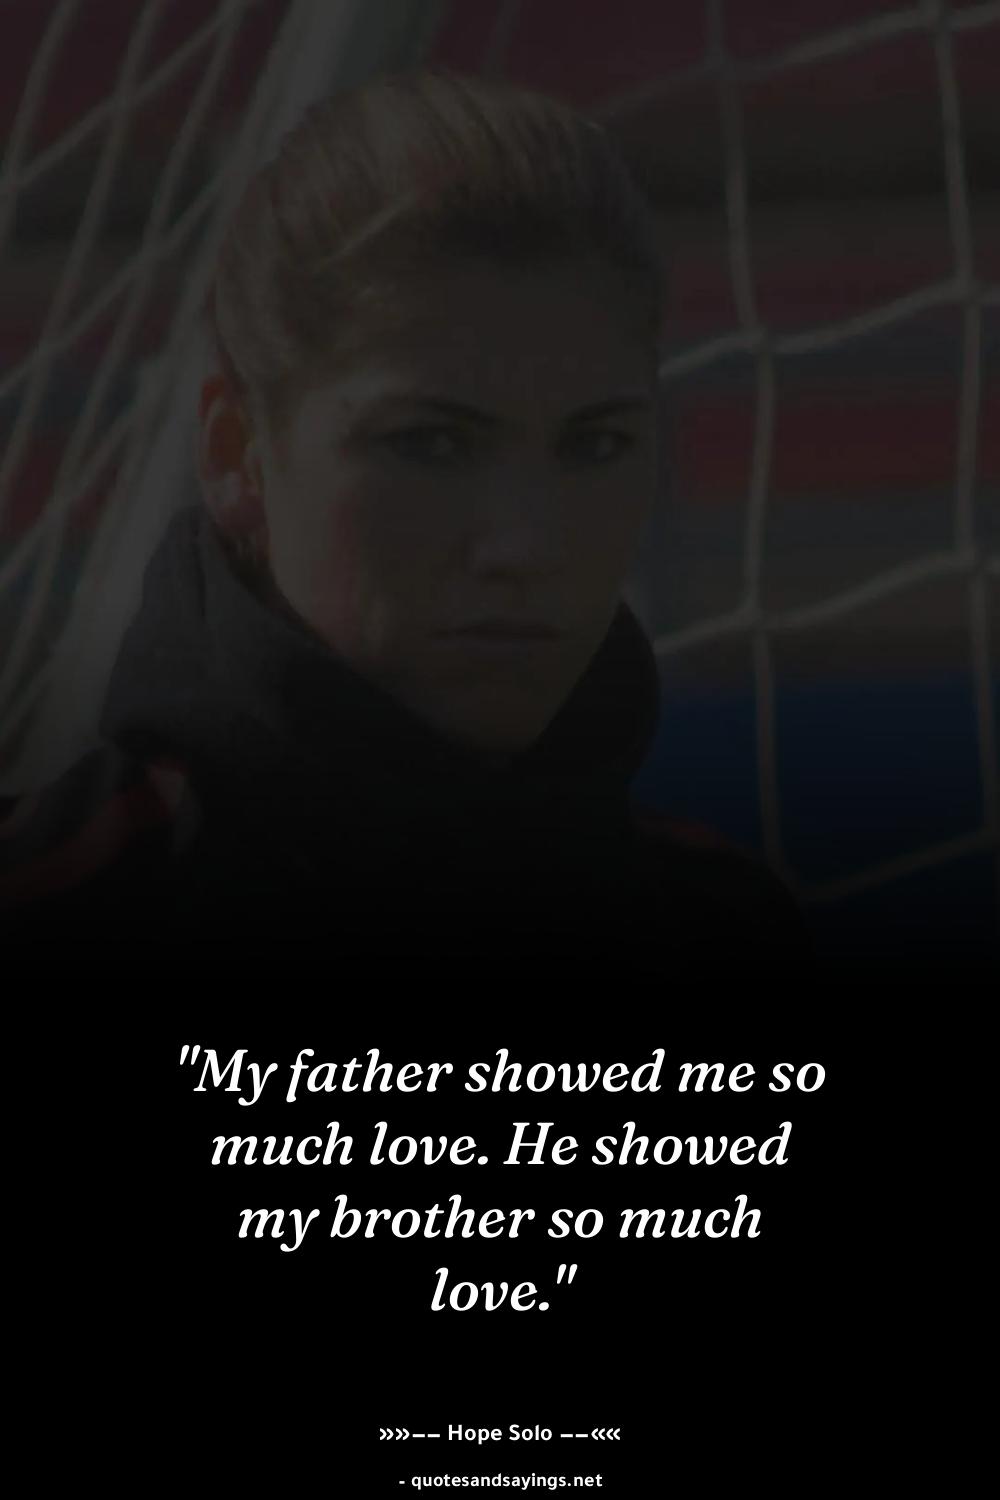 "My father showed me so
much love. He showed
my brother so much
love."
»»−− Hope Solo −−««
- quotesandsayings.net